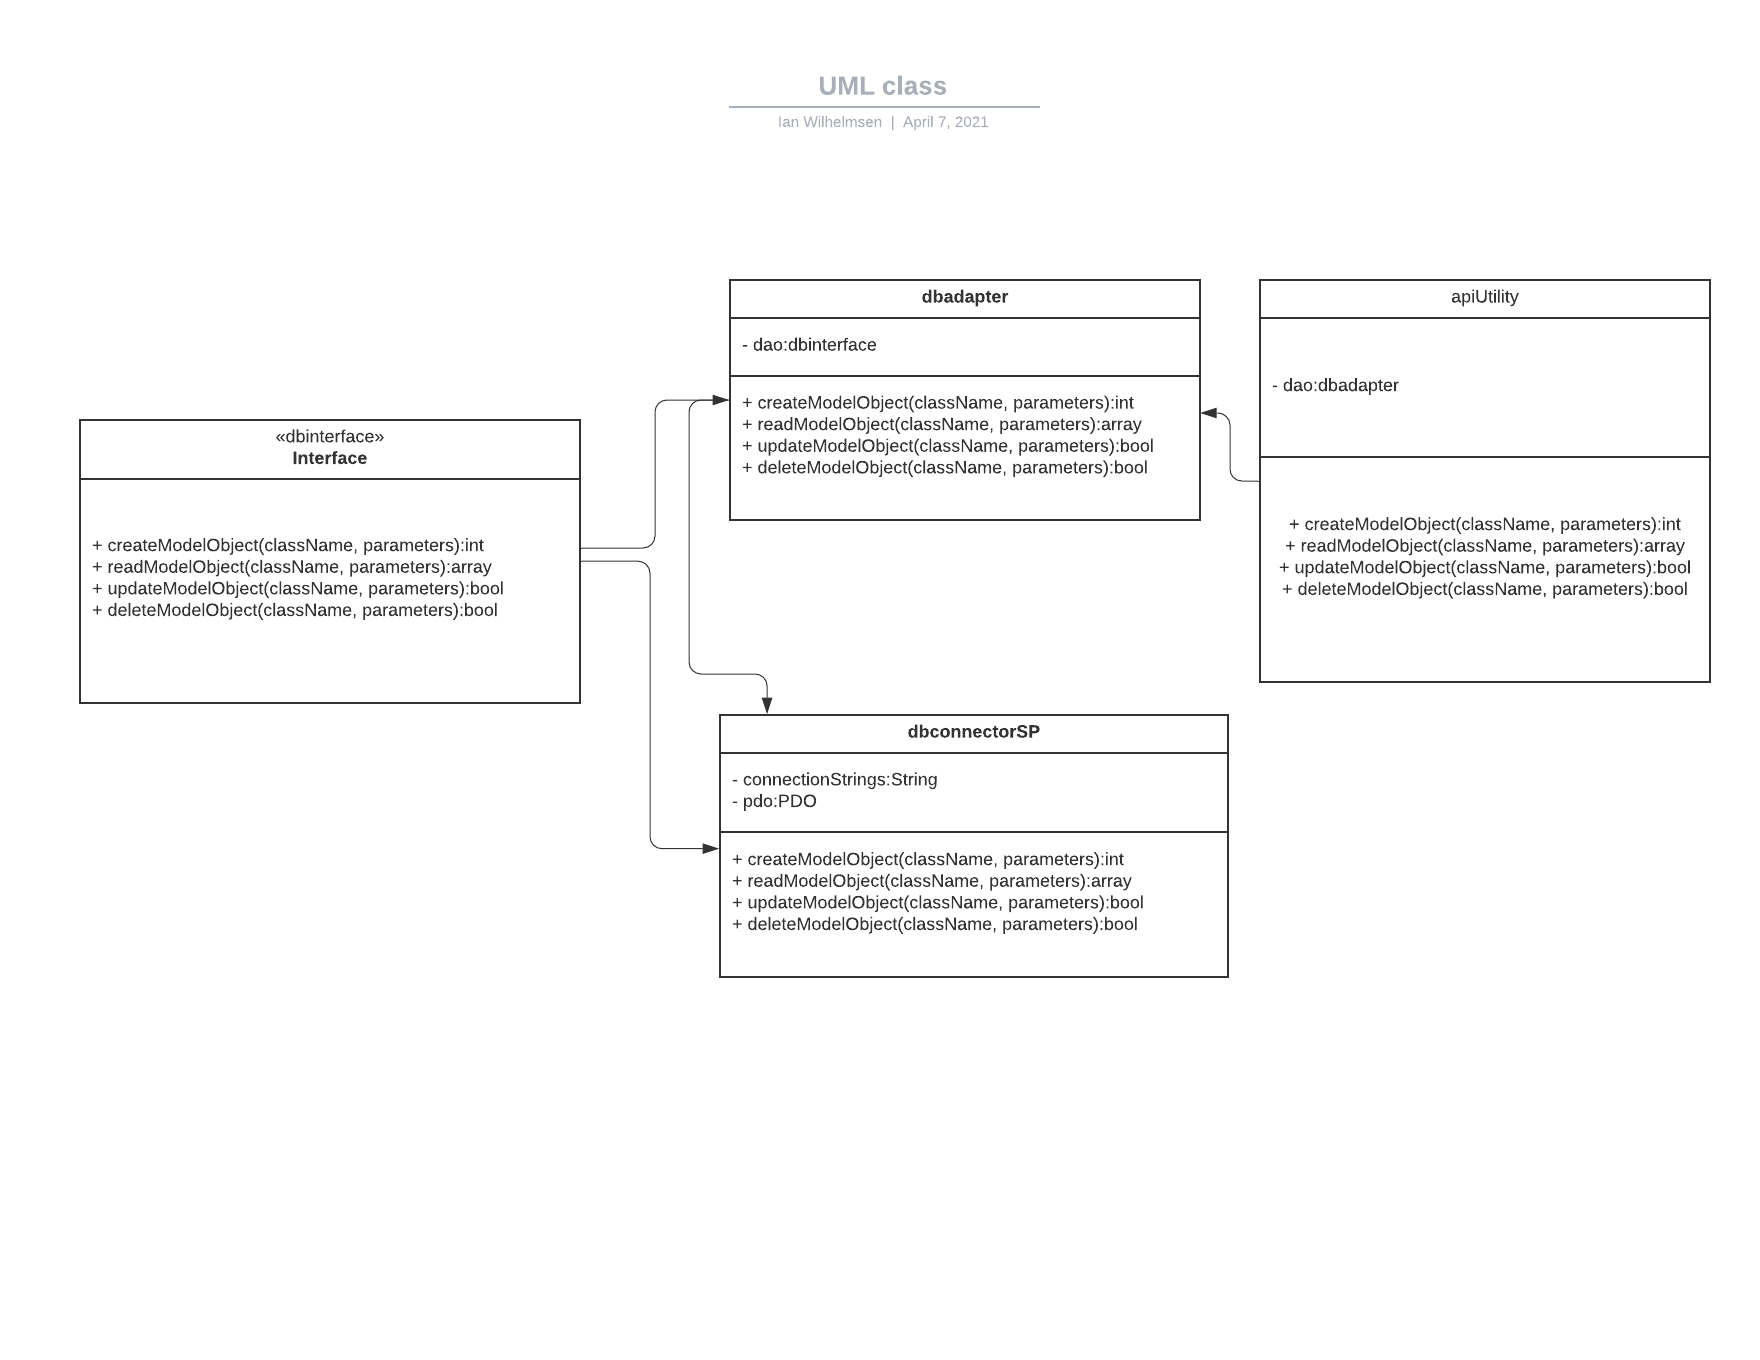 UML class
Ian Wilhelmsen | April 7, 2021
«dbinterface»
Interface
+ createModelObject(className, parameters):int
+ readModelObject(className, parameters):array
+ updateModelObject(className, parameters):bool
+ deleteModelObject(className, parameters):bool
dbadapter
- dao:dbinterface
+ createModelObject(className, parameters):int
+ readModelObject(className, parameters):array
+ updateModelObject(className, parameters):bool
+ deleteModelObject(className, parameters):bool
apiUtility
- dao:dbadapter
+ createModelObject(className, parameters):int
+ readModelObject(className, parameters):array
+ updateModelObject(className, parameters):bool
+ deleteModelObject(className, parameters):bool
dbconnectorSP
- connectionStrings:String
- pdo:PDO
+ createModelObject(className, parameters):int
+ readModelObject(className, parameters):array
+ updateModelObject(className, parameters):bool
+ deleteModelObject(className, parameters):bool